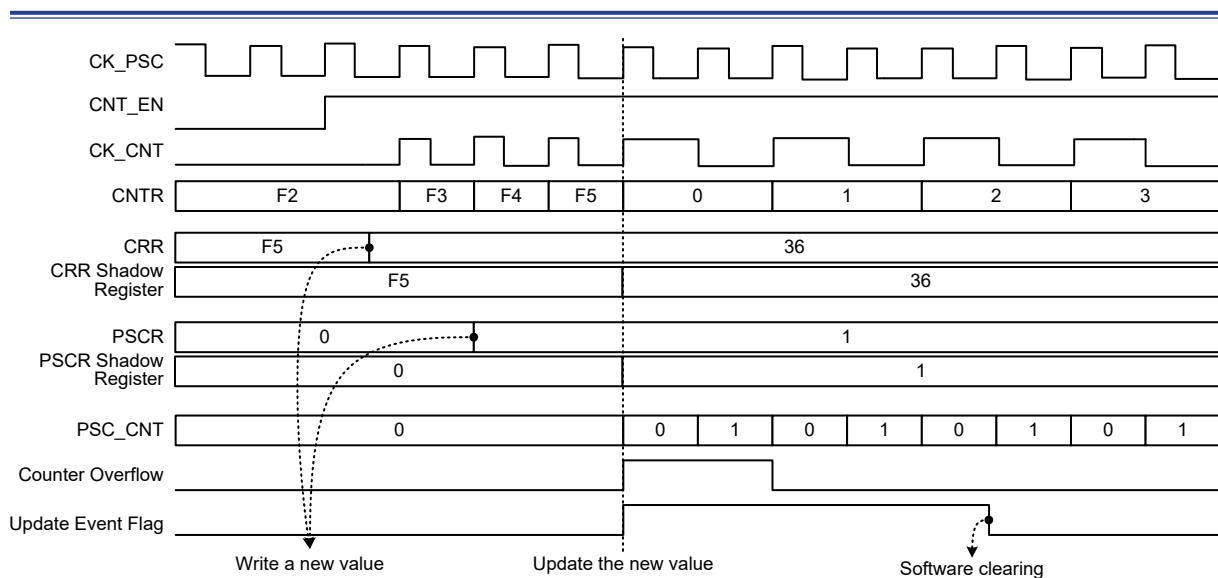 CK_PSC
CNT_EN
CK_CNT
CNTR F2 F3 F4 F5 0 1 2 3
CRR F5 36
CRR Shadow
Register F5 36
PSCR 0 1
PSCR Shadow
Register 0 1
PSC_CNT 0 0 1 0 1 0 1 0 1
Counter Overflow
Update Event Flag
Write a new value Update the new value Software clearing